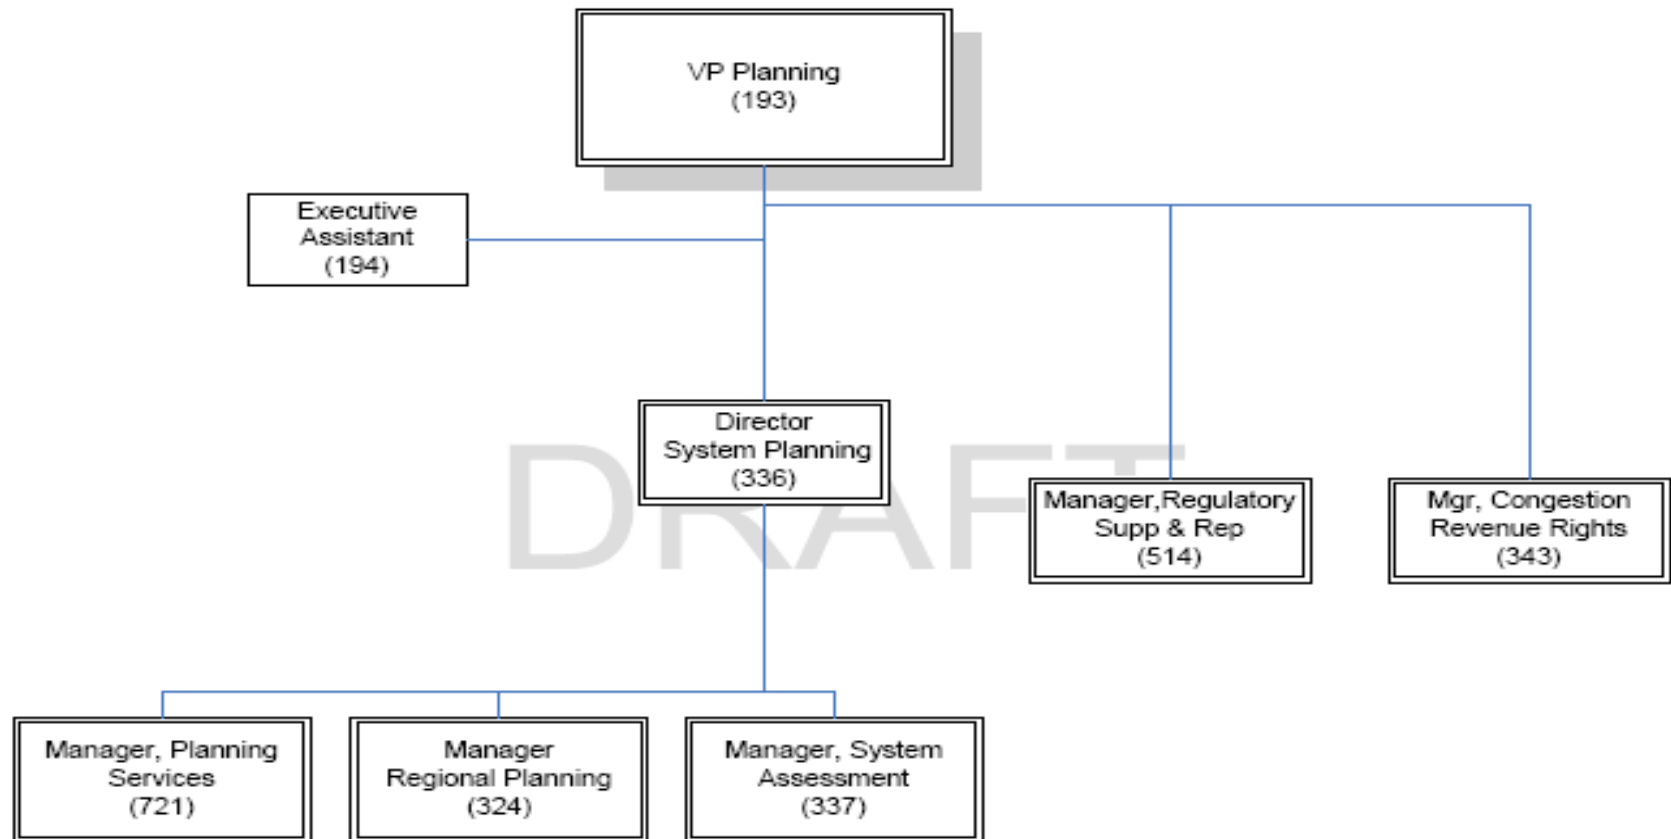 VP Planning
(193)
Executive
Assistant
(194)
Director
System Planning
(336)
DRAFT
Manager,Regulatory
Supp & Rep
(514)
Mgr, Congestion
Revenue Rights
(343)
Manager, Planning
Services
(721)
Manager
Regional Planning
(324)
Manager, System
Assessment
(337)